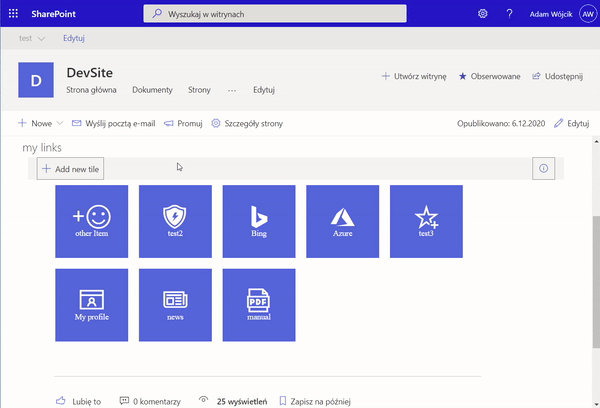 SharePoint
Wyszukaj w witrynach
?
Adam Wójcik
AW
test
Edytuj
D
DevSite
Strona główna Dokumenty Strony ... Edytuj
Utwórz witrynę
Obserwowane
Udostępnij
Nowe
Wyślij pocztą e-mail
Promuj
Szczegóły strony
Opublikowano: 6.12.2020
Edytuj
my links
Add new tile
other Item
test2
Bing
Azure
test3
My profile
news
PDF
manual
Lubię to
0 komentarzy
25 wyświetleń
Zapisz na później